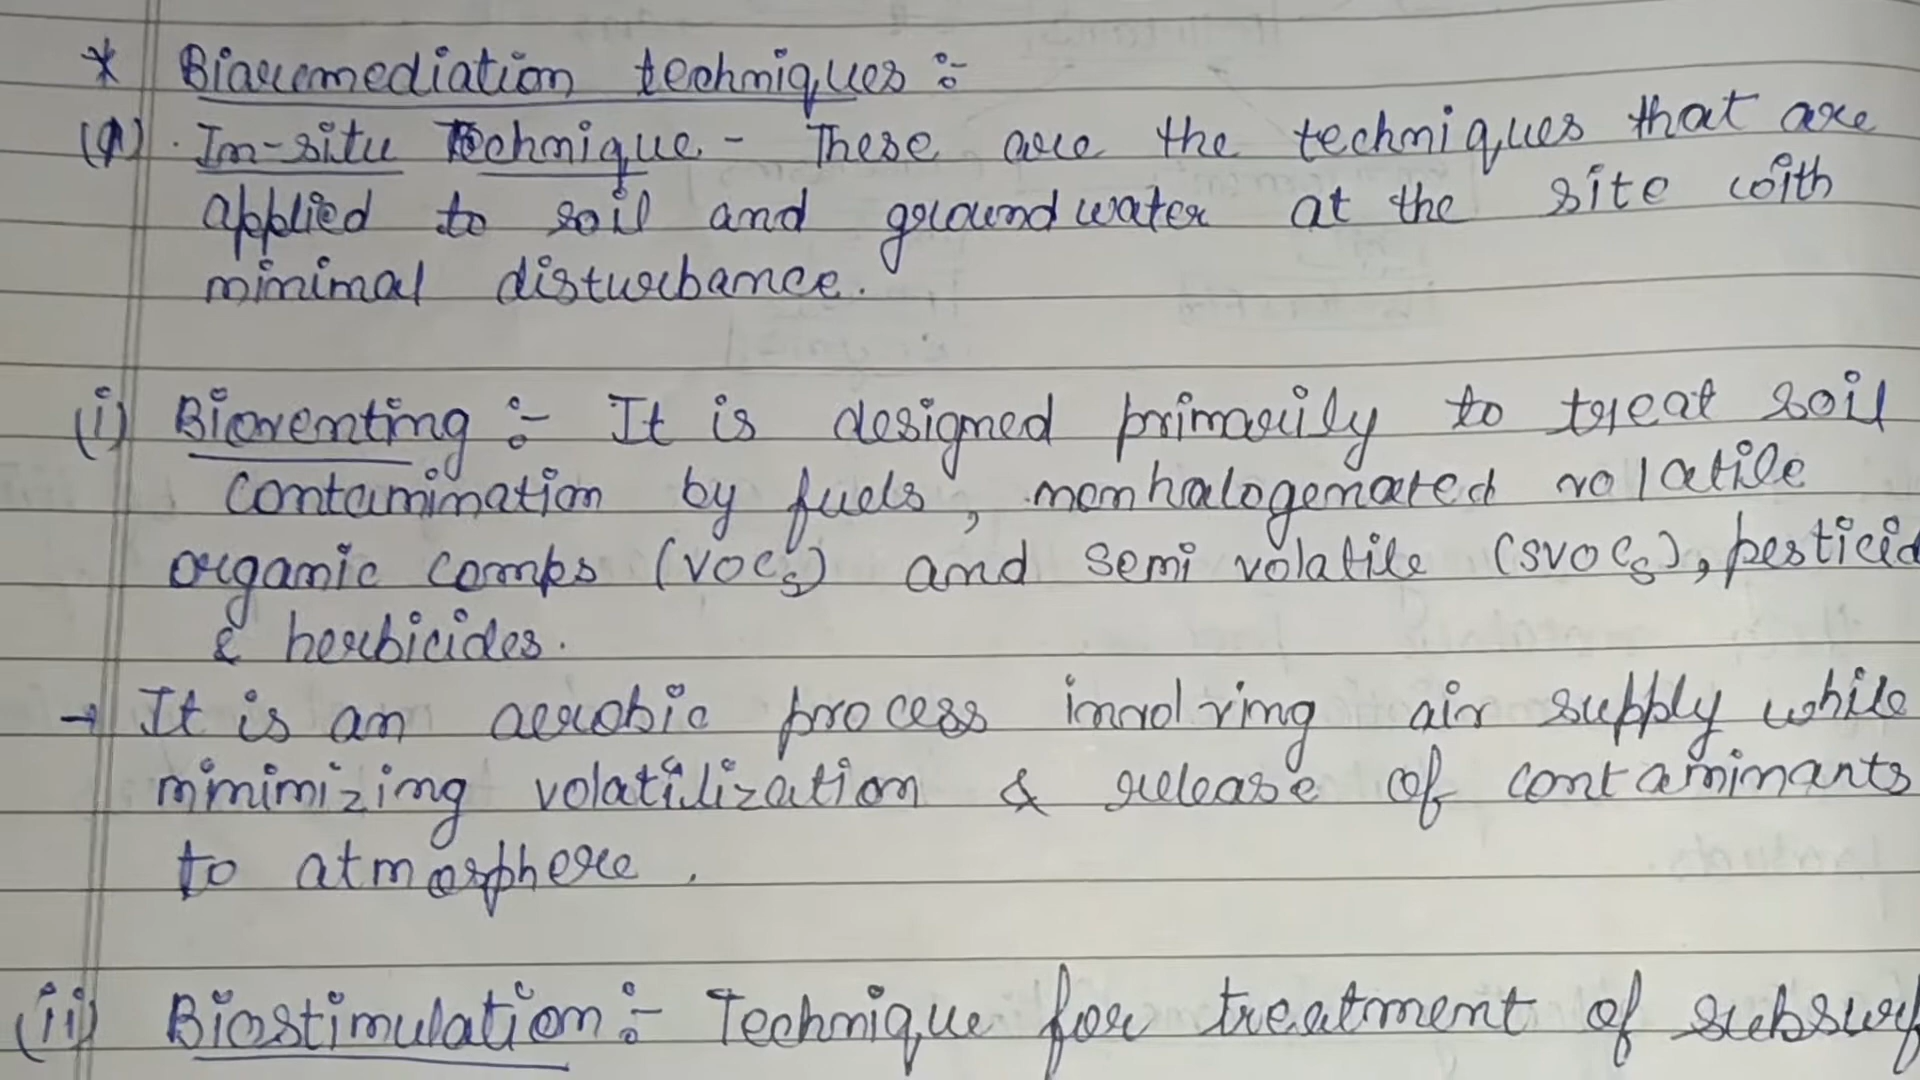 * Bioremediation techniques :-
(a). In-situ Technique - These are the techniques that are
applied to soil and groundwater at the site with
minimal disturbance.
(i) Bioventing :- It is designed primarily to treat soil
contamination by fuels, nonhalogenated volatile
organic comps (VOCs) and semi volatile (SVOCs), pesticid
& herbicides.
→ It is an aerobic process involving air supply while
minimizing volatilization & release of contaminants
to atmosphere.
(ii) Biostimulation :- Technique for treatment of subsurf